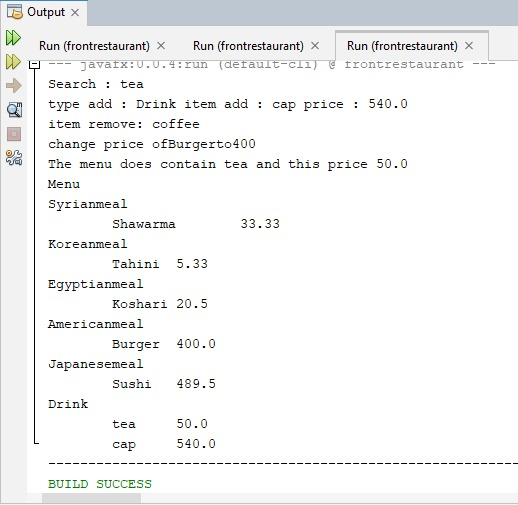 Output
Run (frontrestaurant) Run (frontrestaurant) Run (frontrestaurant)
--- javafx:0.0.4:run (default-cli) @ frontrestaurant ---
Search : tea
type add : Drink item add : cap price : 540.0
item remove: coffee
change price ofBurgerto400
The menu does contain tea and this price 50.0
Menu
Syrianmeal
Shawarma 33.33
Koreanmeal
Tahini 5.33
Egyptianmeal
Koshari 20.5
Americanmeal
Burger 400.0
Japanesemeal
Sushi 489.5
Drink
tea 50.0
cap 540.0
------------------------------------------------------------
BUILD SUCCESS